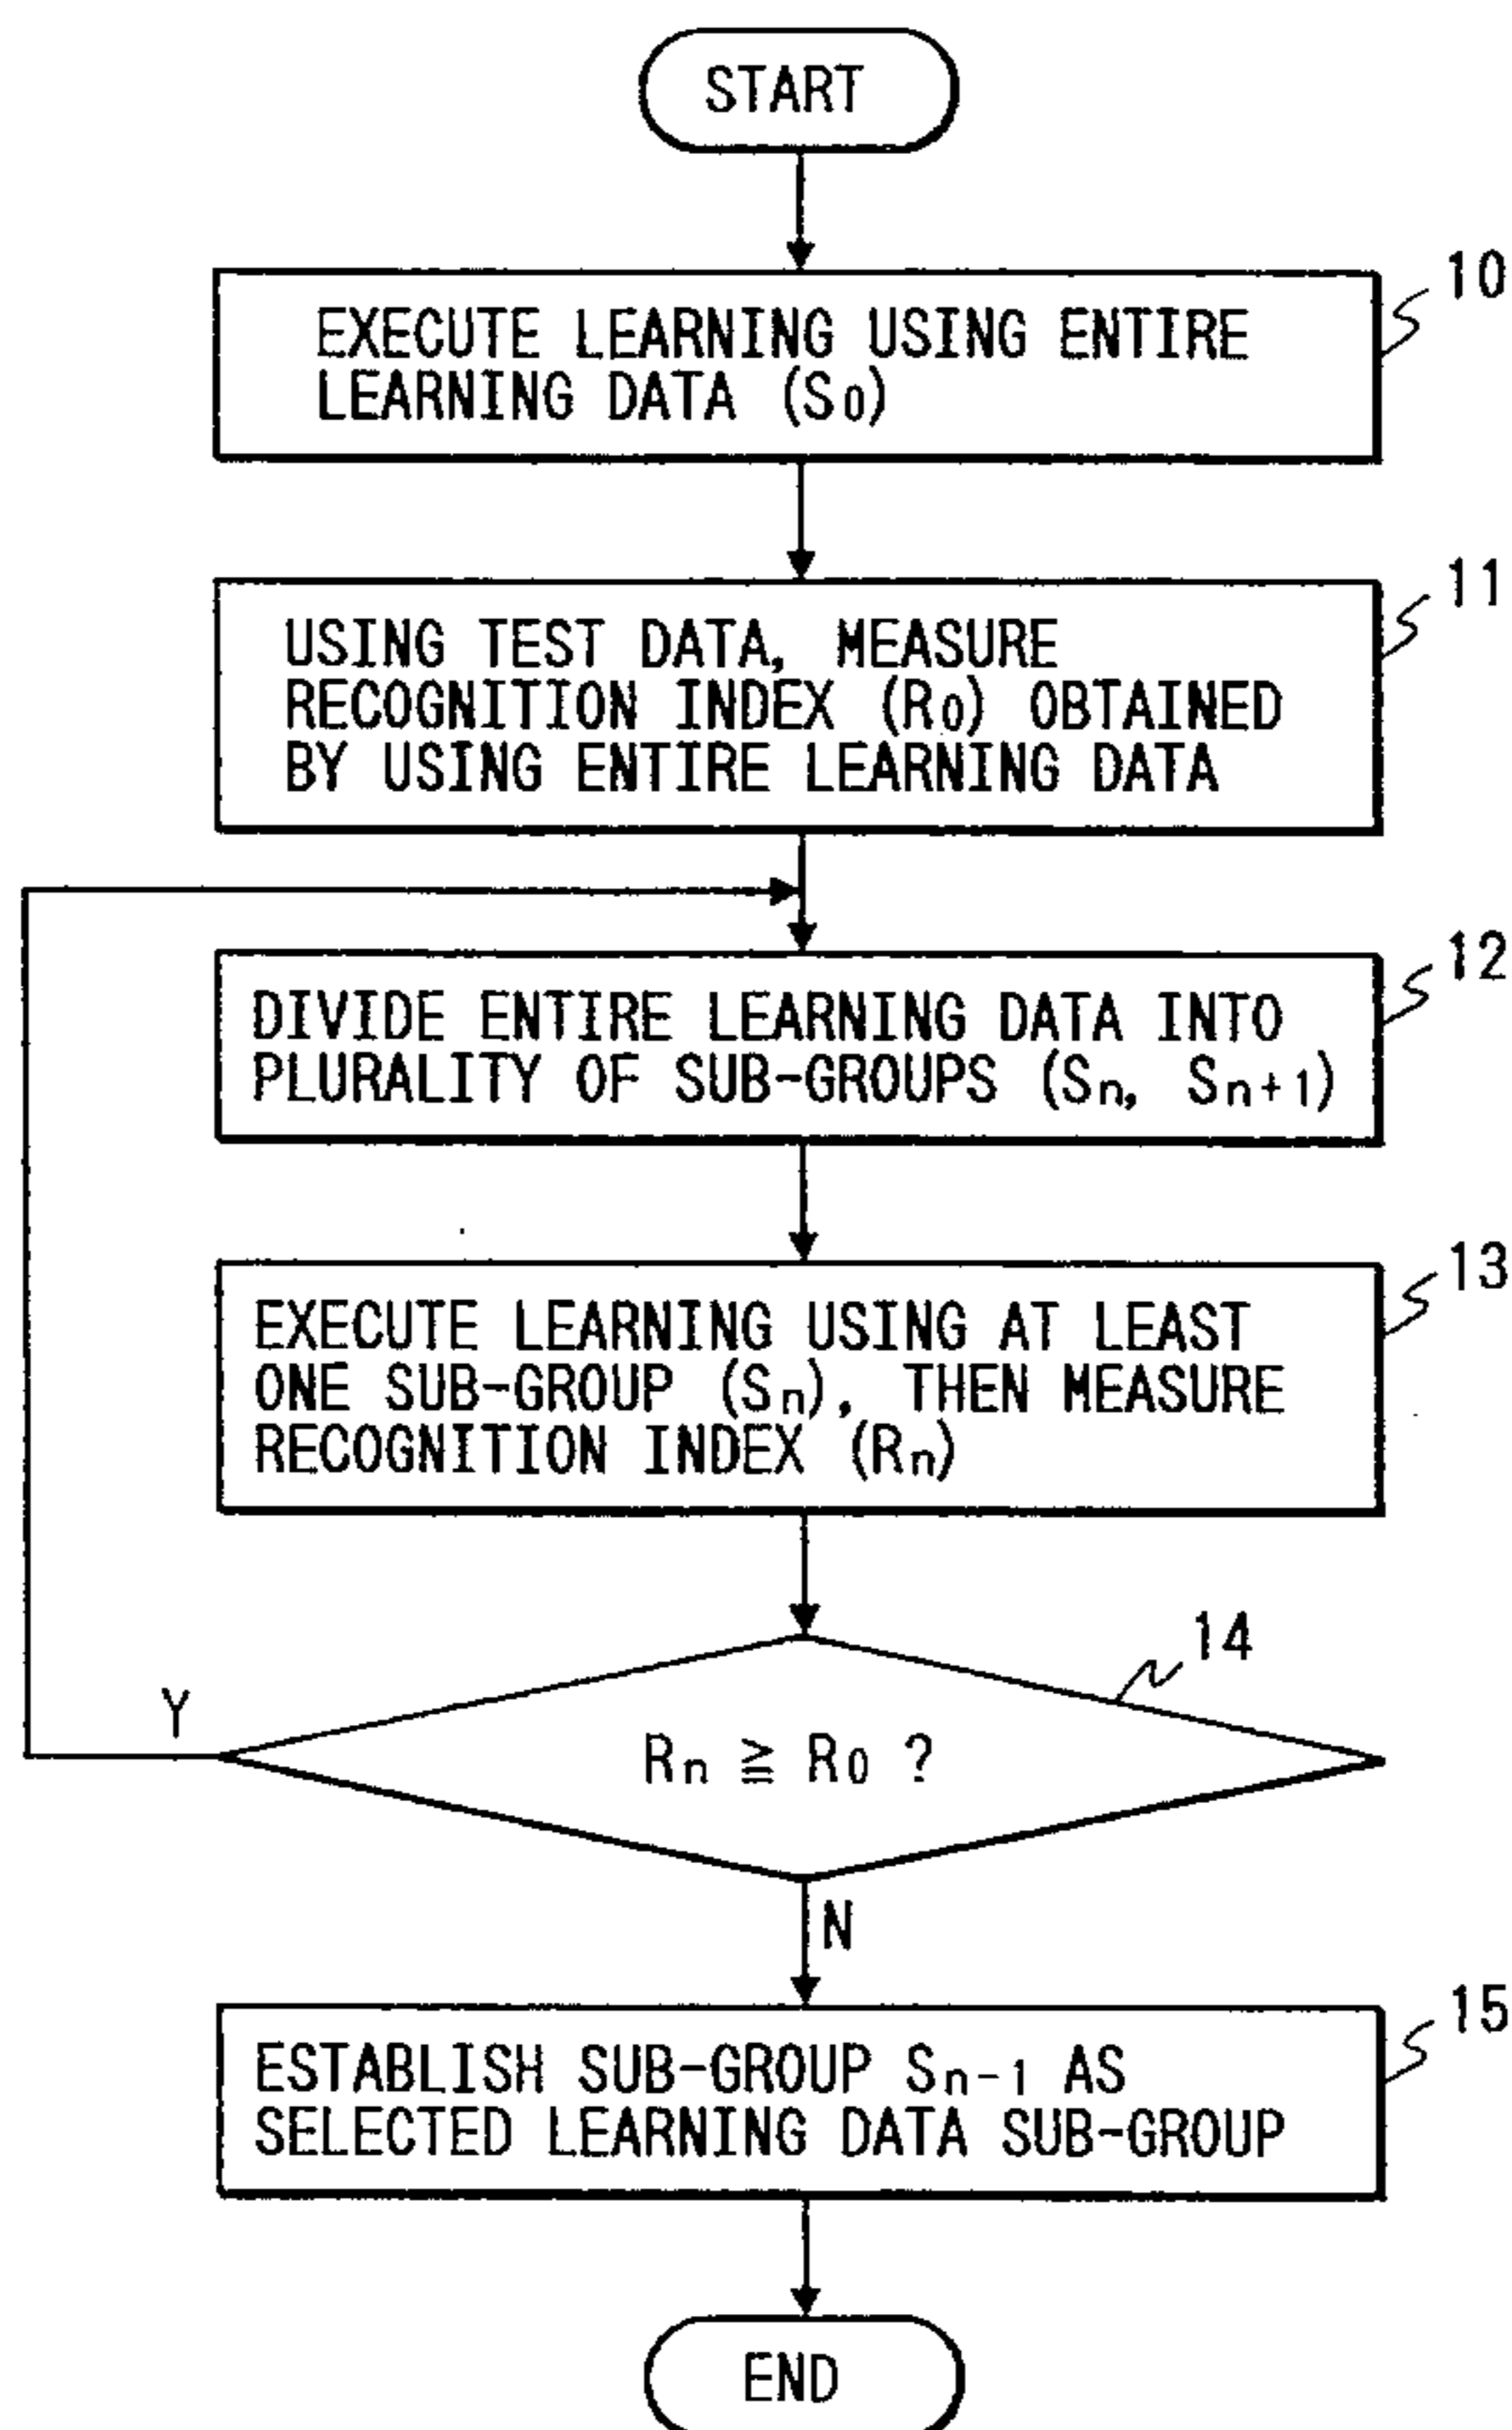 START
10
EXECUTE LEARNING USING ENTIRE
LEARNING DATA (S0)
11
USING TEST DATA, MEASURE
RECOGNITION INDEX (R0) OBTAINED
BY USING ENTIRE LEARNING DATA
12
DIVIDE ENTIRE LEARNING DATA INTO
PLURALITY OF SUB-GROUPS (Sn, Sn+1)
13
EXECUTE LEARNING USING AT LEAST
ONE SUB-GROUP (Sn), THEN MEASURE
RECOGNITION INDEX (Rn)
14
Y
Rn ≧ R0 ?
N
15
ESTABLISH SUB-GROUP Sn-1 AS
SELECTED LEARNING DATA SUB-GROUP
END